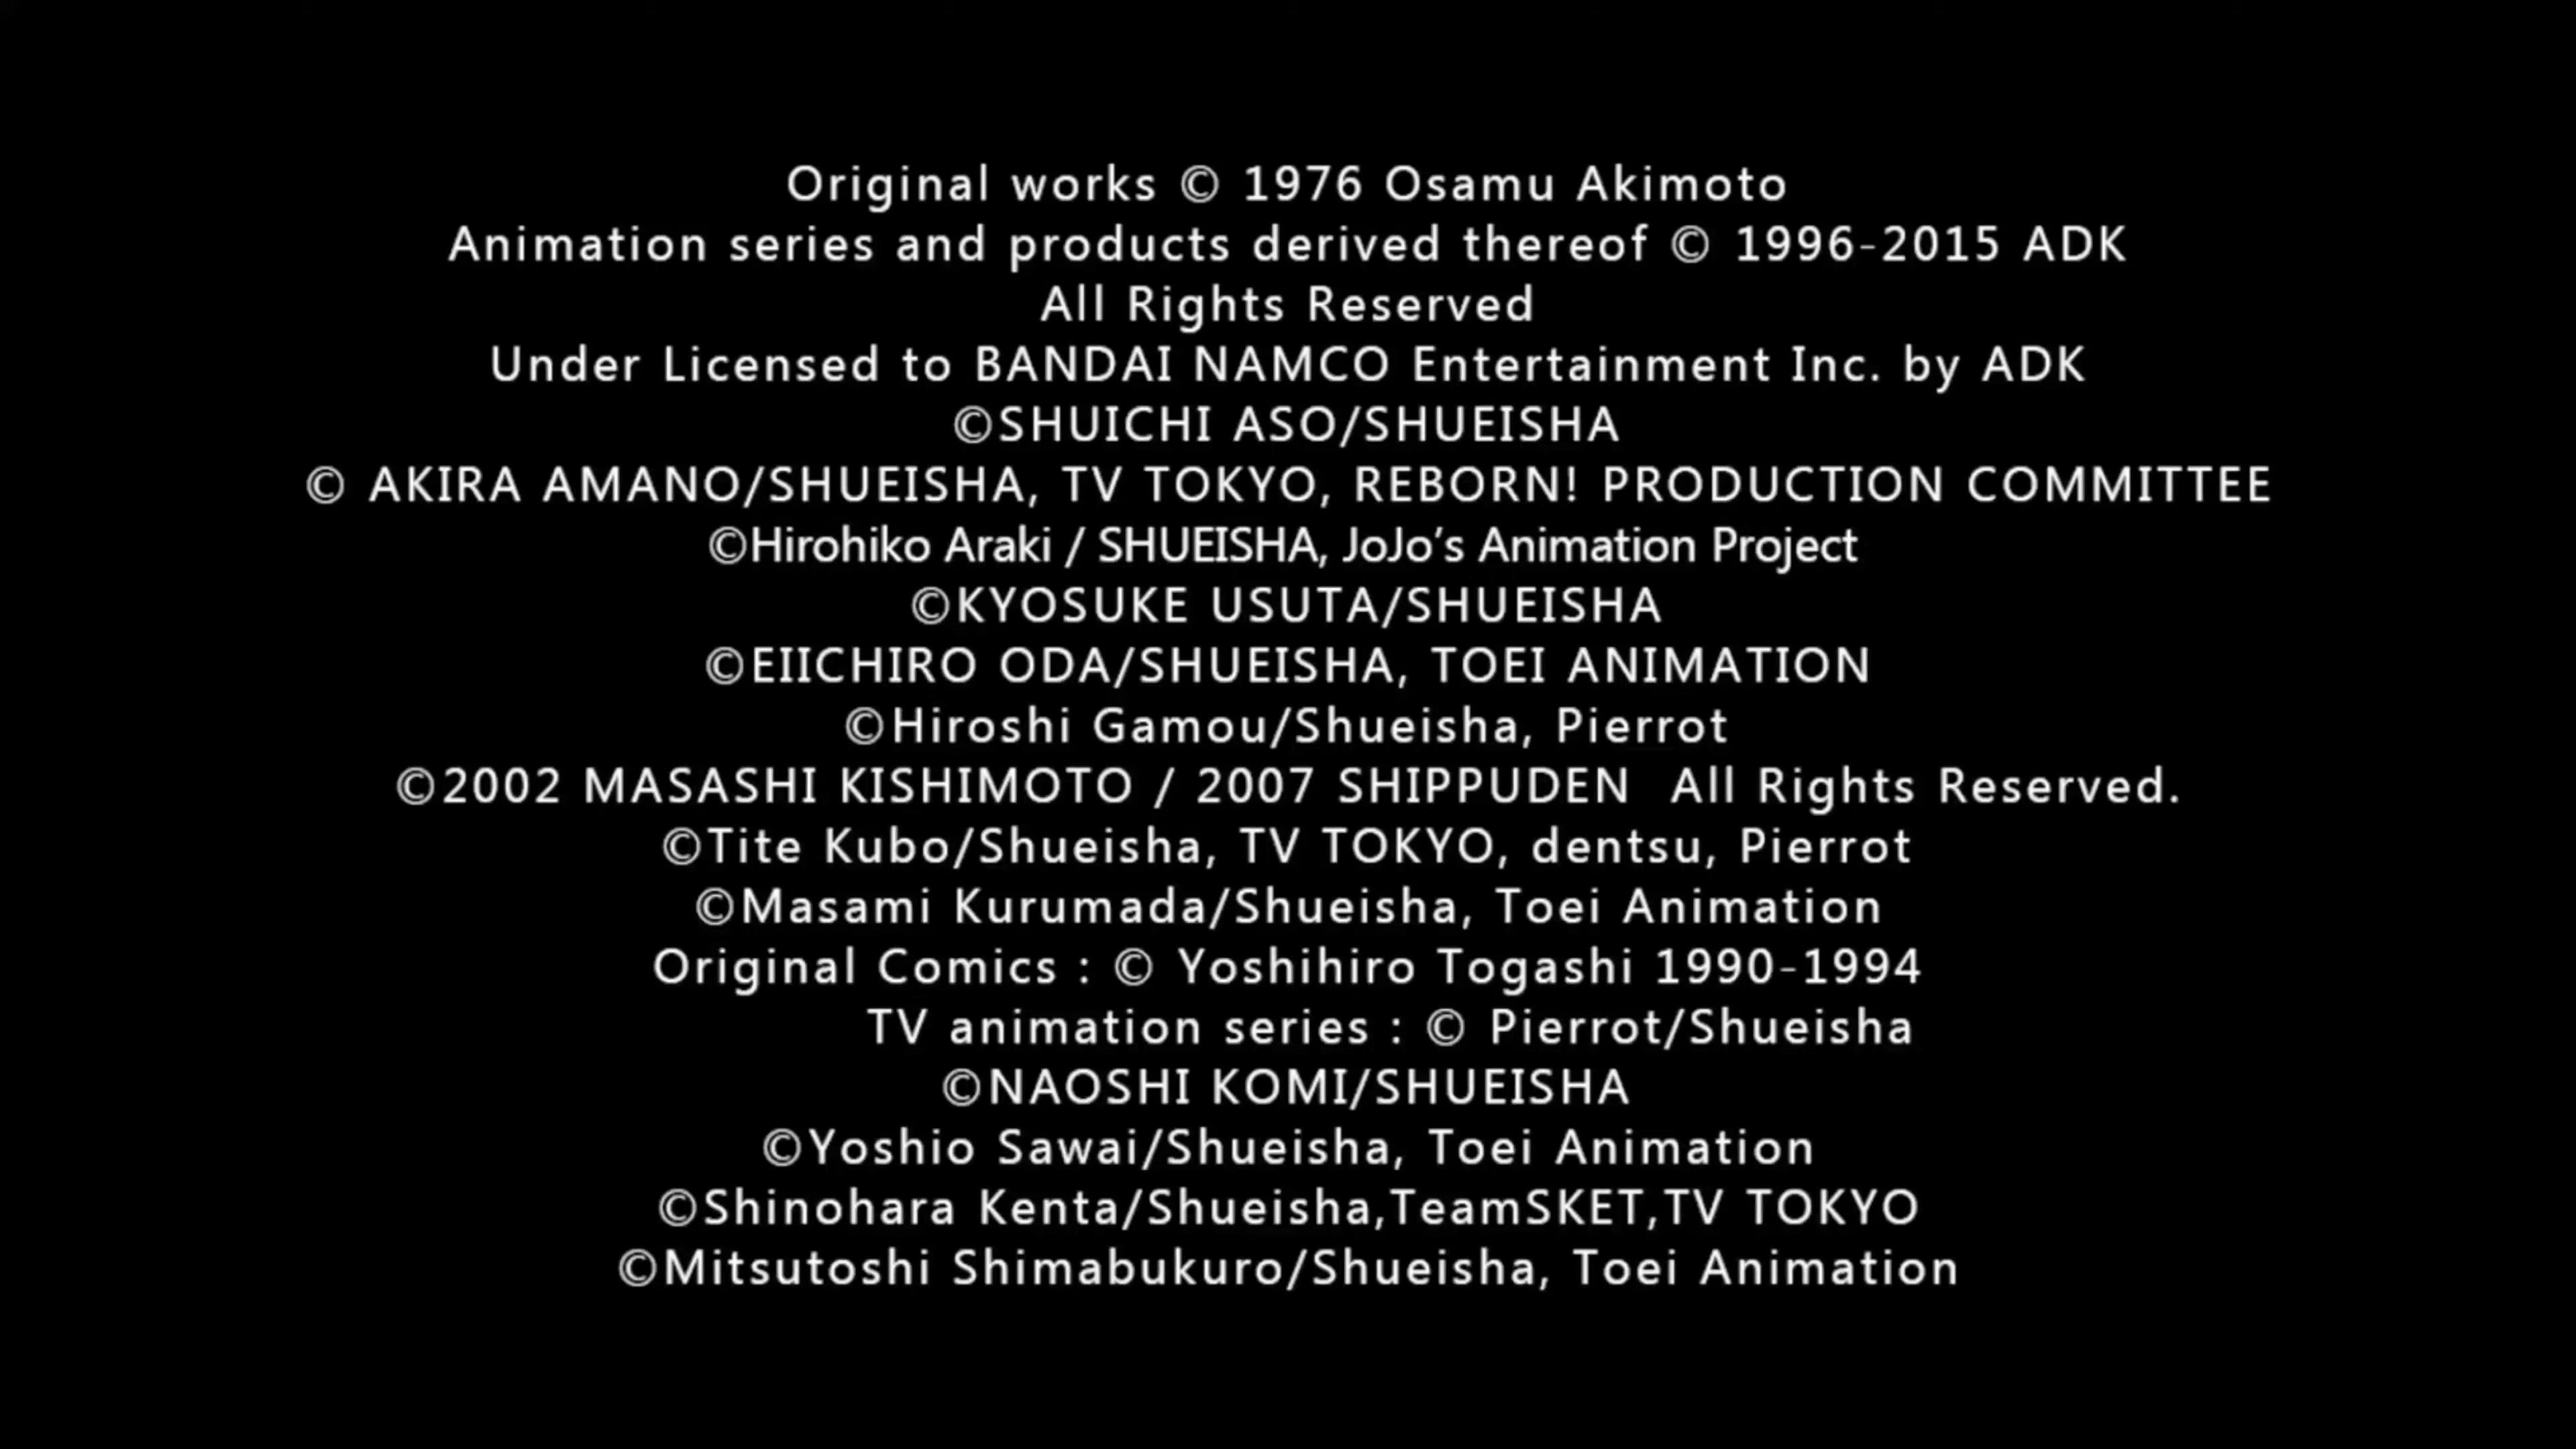 Original works © 1976 Osamu Akimoto
Animation series and products derived thereof © 1996-2015 ADK
All Rights Reserved
Under Licensed to BANDAI NAMCO Entertainment Inc. by ADK
©SHUICHI ASO/SHUEISHA
© AKIRA AMANO/SHUEISHA, TV TOKYO, REBORN! PRODUCTION COMMITTEE
©Hirohiko Araki / SHUEISHA, JoJo’s Animation Project
©KYOSUKE USUTA/SHUEISHA
©EIICHIRO ODA/SHUEISHA, TOEI ANIMATION
©Hiroshi Gamou/Shueisha, Pierrot
©2002 MASASHI KISHIMOTO / 2007 SHIPPUDEN  All Rights Reserved.
©Tite Kubo/Shueisha, TV TOKYO, dentsu, Pierrot
©Masami Kurumada/Shueisha, Toei Animation
Original Comics : © Yoshihiro Togashi 1990-1994
TV animation series : © Pierrot/Shueisha
©NAOSHI KOMI/SHUEISHA
©Yoshio Sawai/Shueisha, Toei Animation
©Shinohara Kenta/Shueisha,TeamSKET,TV TOKYO
©Mitsutoshi Shimabukuro/Shueisha, Toei Animation